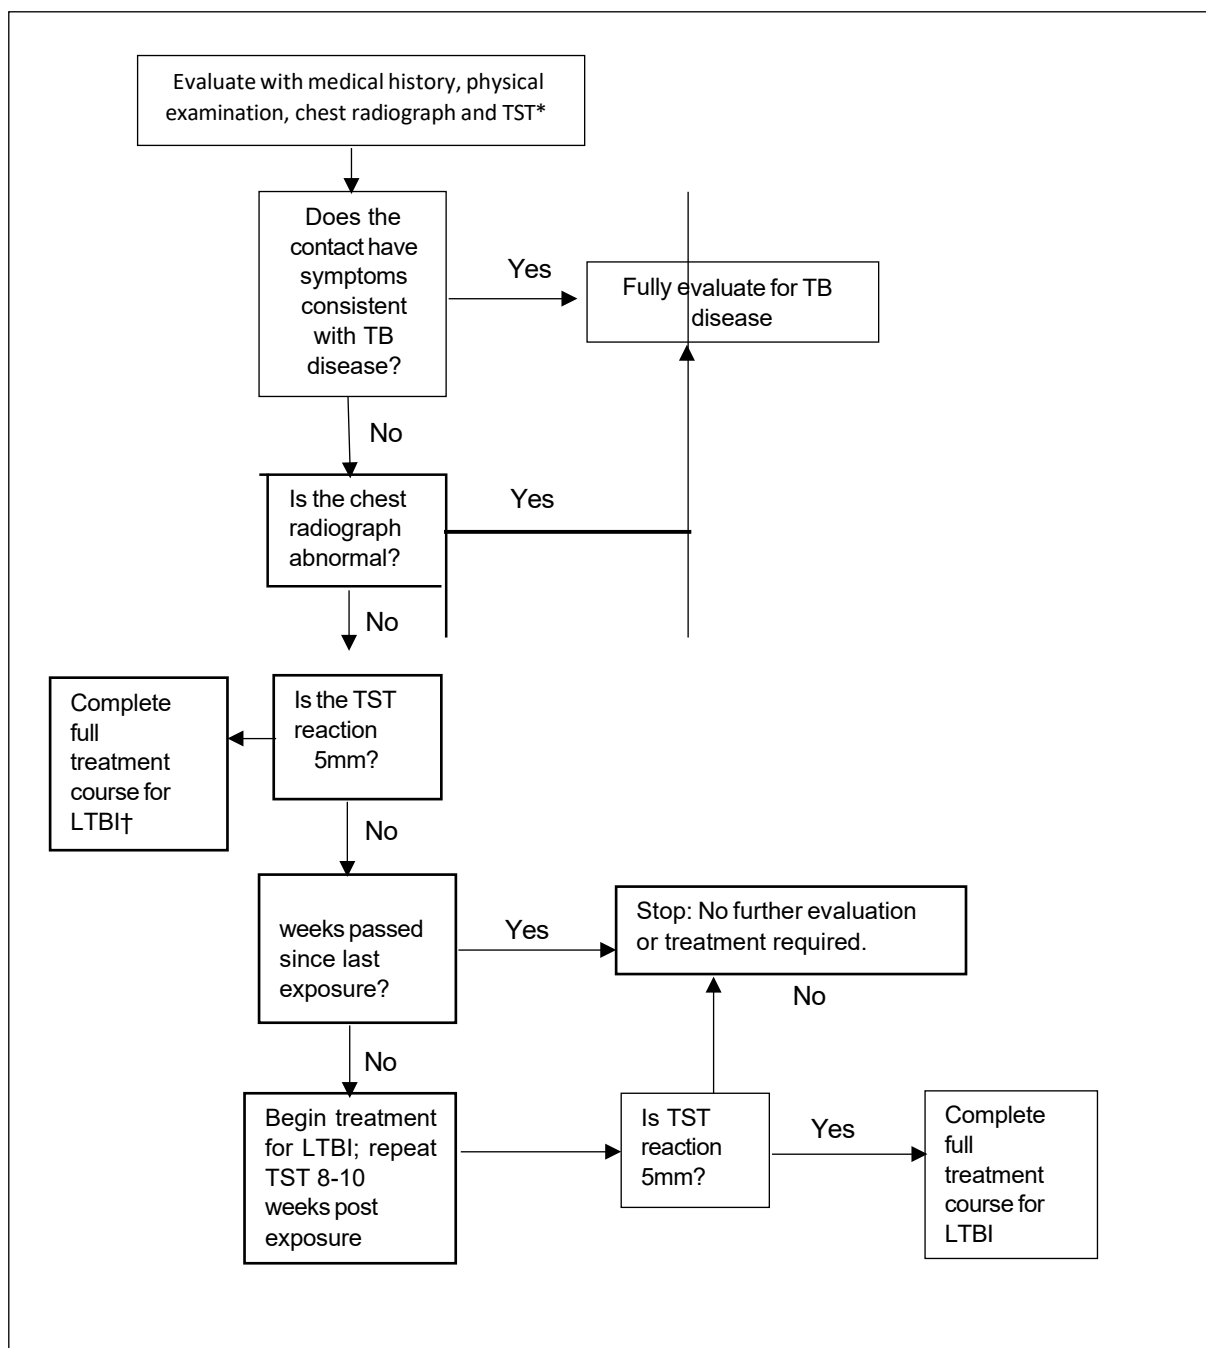 Evaluate with medical history, physical
examination, chest radiograph and TST*
Does the
contact have
symptoms
consistent
with TB
disease?
Yes
Fully evaluate for TB
disease
No
Is the chest
radiograph
abnormal?
Yes
No
Complete
full
treatment
course for
LTBI†
Is the TST
reaction
5mm?
No
weeks passed
since last
exposure?
Yes
Stop: No further evaluation
or treatment required.
No
No
Begin treatment
for LTBI; repeat
TST 8-10
weeks post
exposure
Is TST
reaction
5mm?
Yes
Complete
full
treatment
course for
LTBI